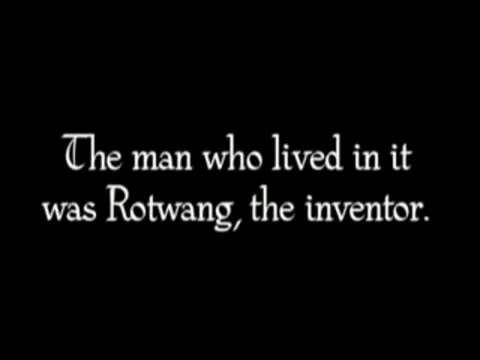 The man who lived in it
was Rotwang, the inventor.